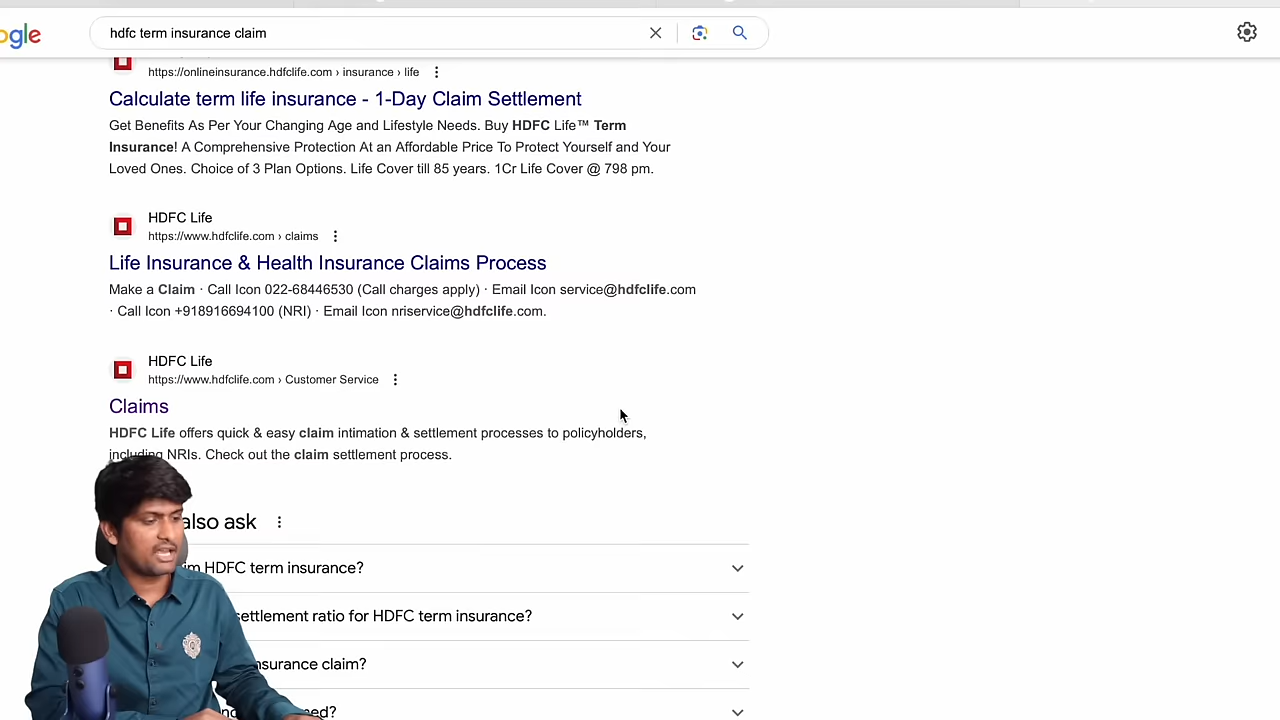 ogle
hdfc term insurance claim
https://onlineinsurance.hdfclife.com › insurance › life
Calculate term life insurance - 1-Day Claim Settlement
Get Benefits As Per Your Changing Age and Lifestyle Needs. Buy HDFC Life™ Term
Insurance! A Comprehensive Protection At an Affordable Price To Protect Yourself and Your
Loved Ones. Choice of 3 Plan Options. Life Cover till 85 years. 1Cr Life Cover @ 798 pm.
HDFC Life
https://www.hdfclife.com › claims
Life Insurance & Health Insurance Claims Process
Make a Claim · Call Icon 022-68446530 (Call charges apply) · Email Icon service@hdfclife.com
· Call Icon +918916694100 (NRI) · Email Icon nriservice@hdfclife.com.
HDFC Life
https://www.hdfclife.com › Customer Service
Claims
HDFC Life offers quick & easy claim intimation & settlement processes to policyholders,
including NRIs. Check out the claim settlement process.
also ask
HDFC term insurance?
settlement ratio for HDFC term insurance?
claim?